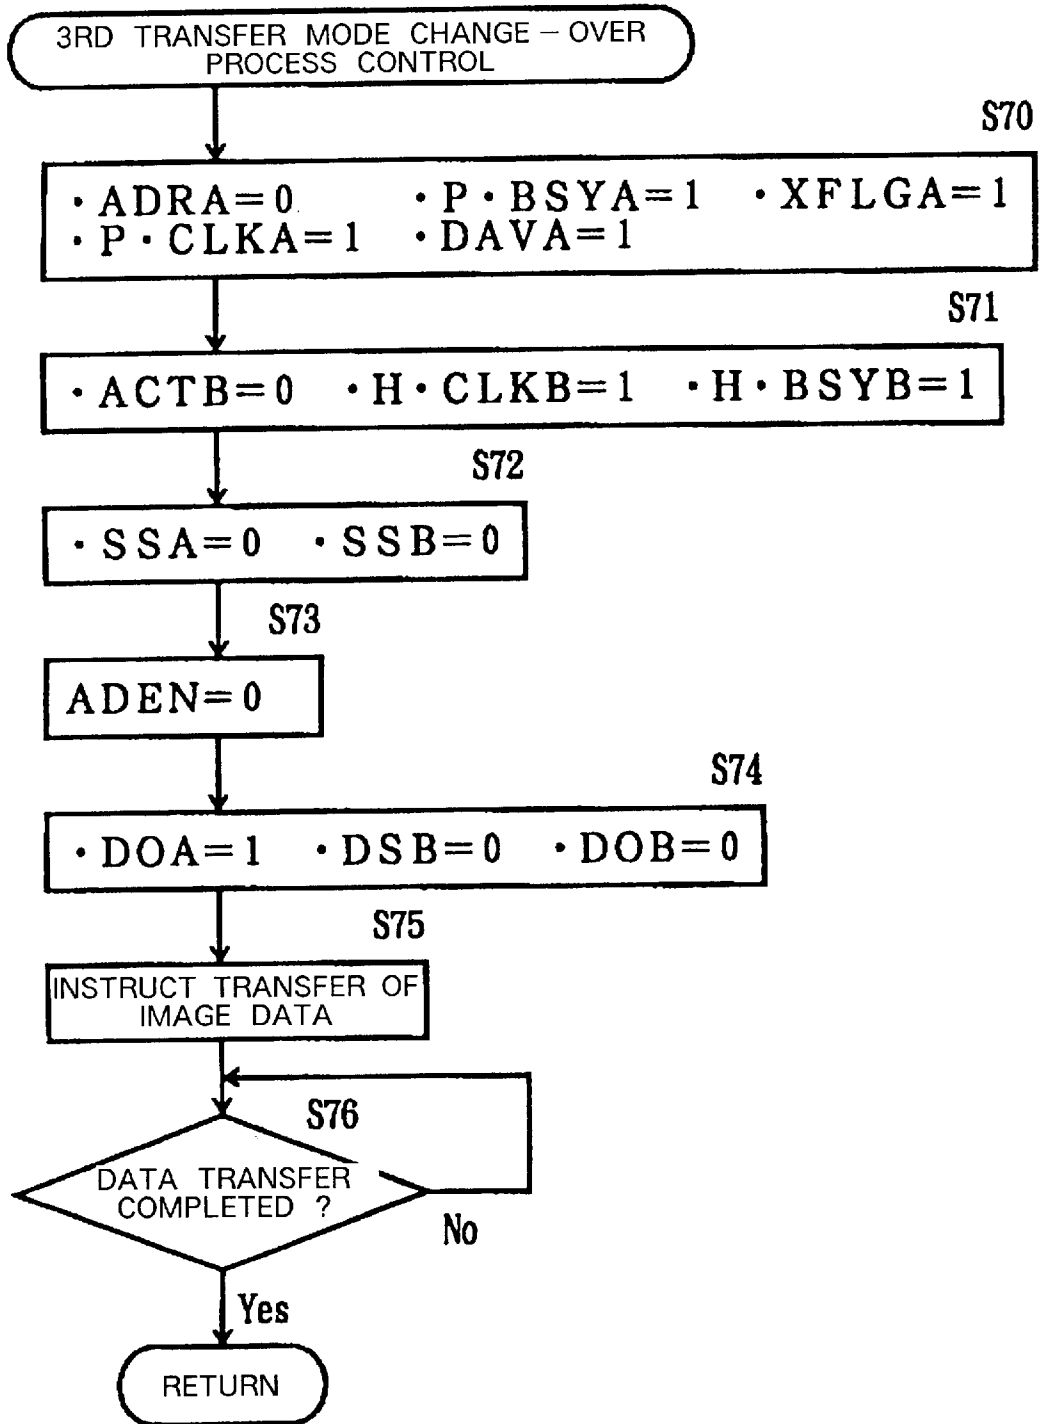 3RD TRANSFER MODE CHANGE－OVER
PROCESS CONTROL
S70
・ADRA=0 ・P・BSYA=1 ・XFLGA=1
・P・CLKA=1 ・DAVA=1
S71
・ACTB=0 ・H・CLKB=1 ・H・BSYB=1
S72
・SSA=0 ・SSB=0
S73
ADEN=0
S74
・DOA=1 ・DSB=0 ・DOB=0
S75
INSTRUCT TRANSFER OF
IMAGE DATA
S76
DATA TRANSFER
COMPLETED ?
No
Yes
RETURN